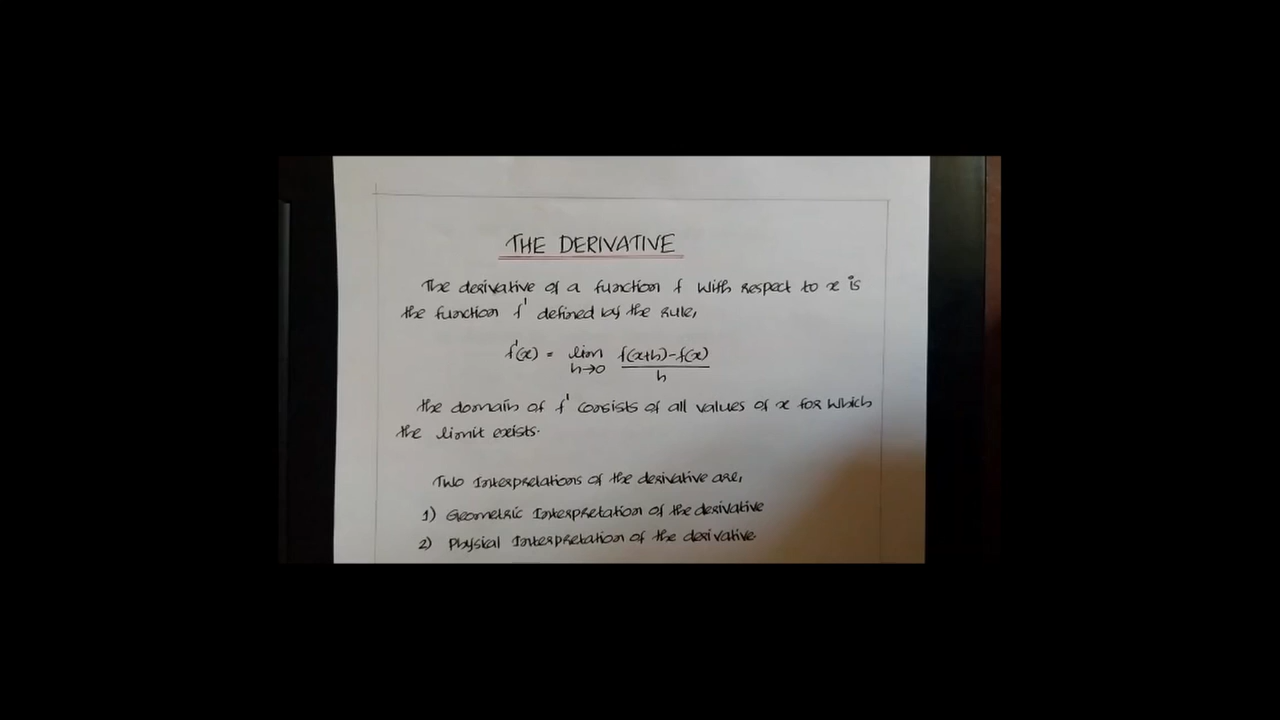 THE DERIVATIVE
The derivative of a function f with respect to x is
the function f' defined by the rule,
f'(x) = lim h→0 f(x+h)-f(x) / h
The domain of f' consists of all values of x for which
the limit exists.
Two Interpretations of the derivative are,
1) Geometric Interpretation of the derivative
2) Physical Interpretation of the derivative.